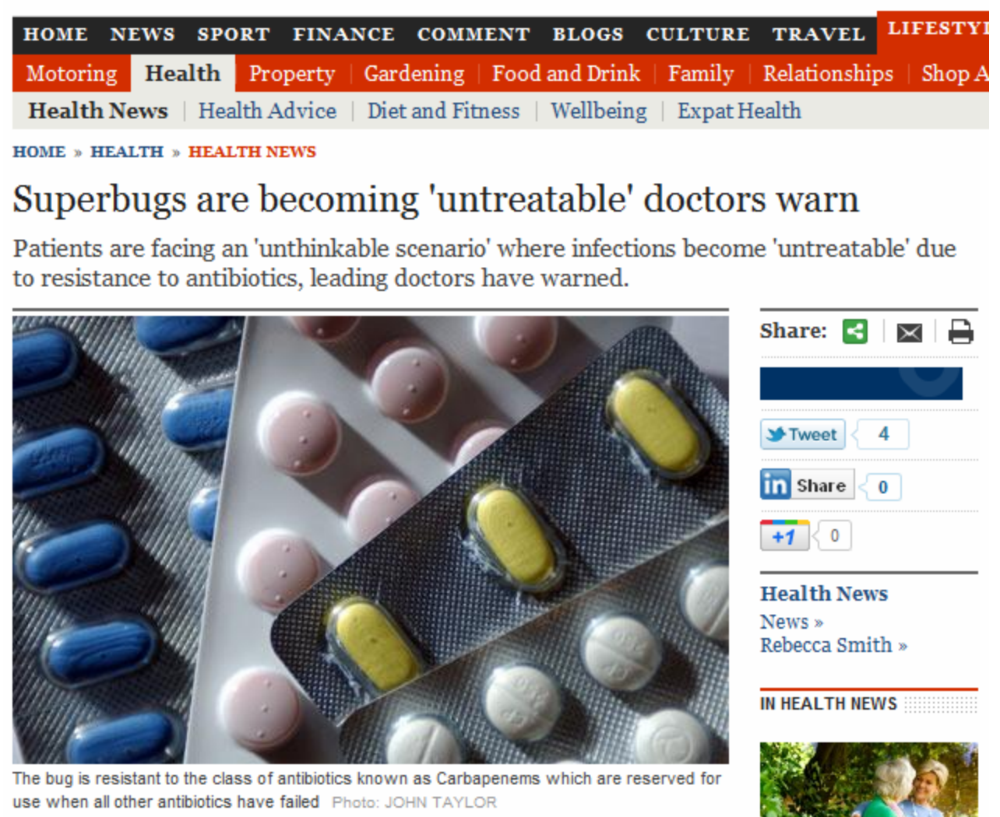 HOME NEWS SPORT FINANCE COMMENT BLOGS CULTURE TRAVEL LIFESTYL
Motoring Health Property Gardening Food and Drink Family Relationships Shop A
Health News Health Advice Diet and Fitness Wellbeing Expat Health
HOME » HEALTH » HEALTH NEWS
Superbugs are becoming 'untreatable' doctors warn
Patients are facing an 'unthinkable scenario' where infections become 'untreatable' due
to resistance to antibiotics, leading doctors have warned.
Share:
Tweet 4
in Share 0
+1 0
Health News
News »
Rebecca Smith »
IN HEALTH NEWS
The bug is resistant to the class of antibiotics known as Carbapenems which are reserved for
use when all other antibiotics have failed Photo: JOHN TAYLOR